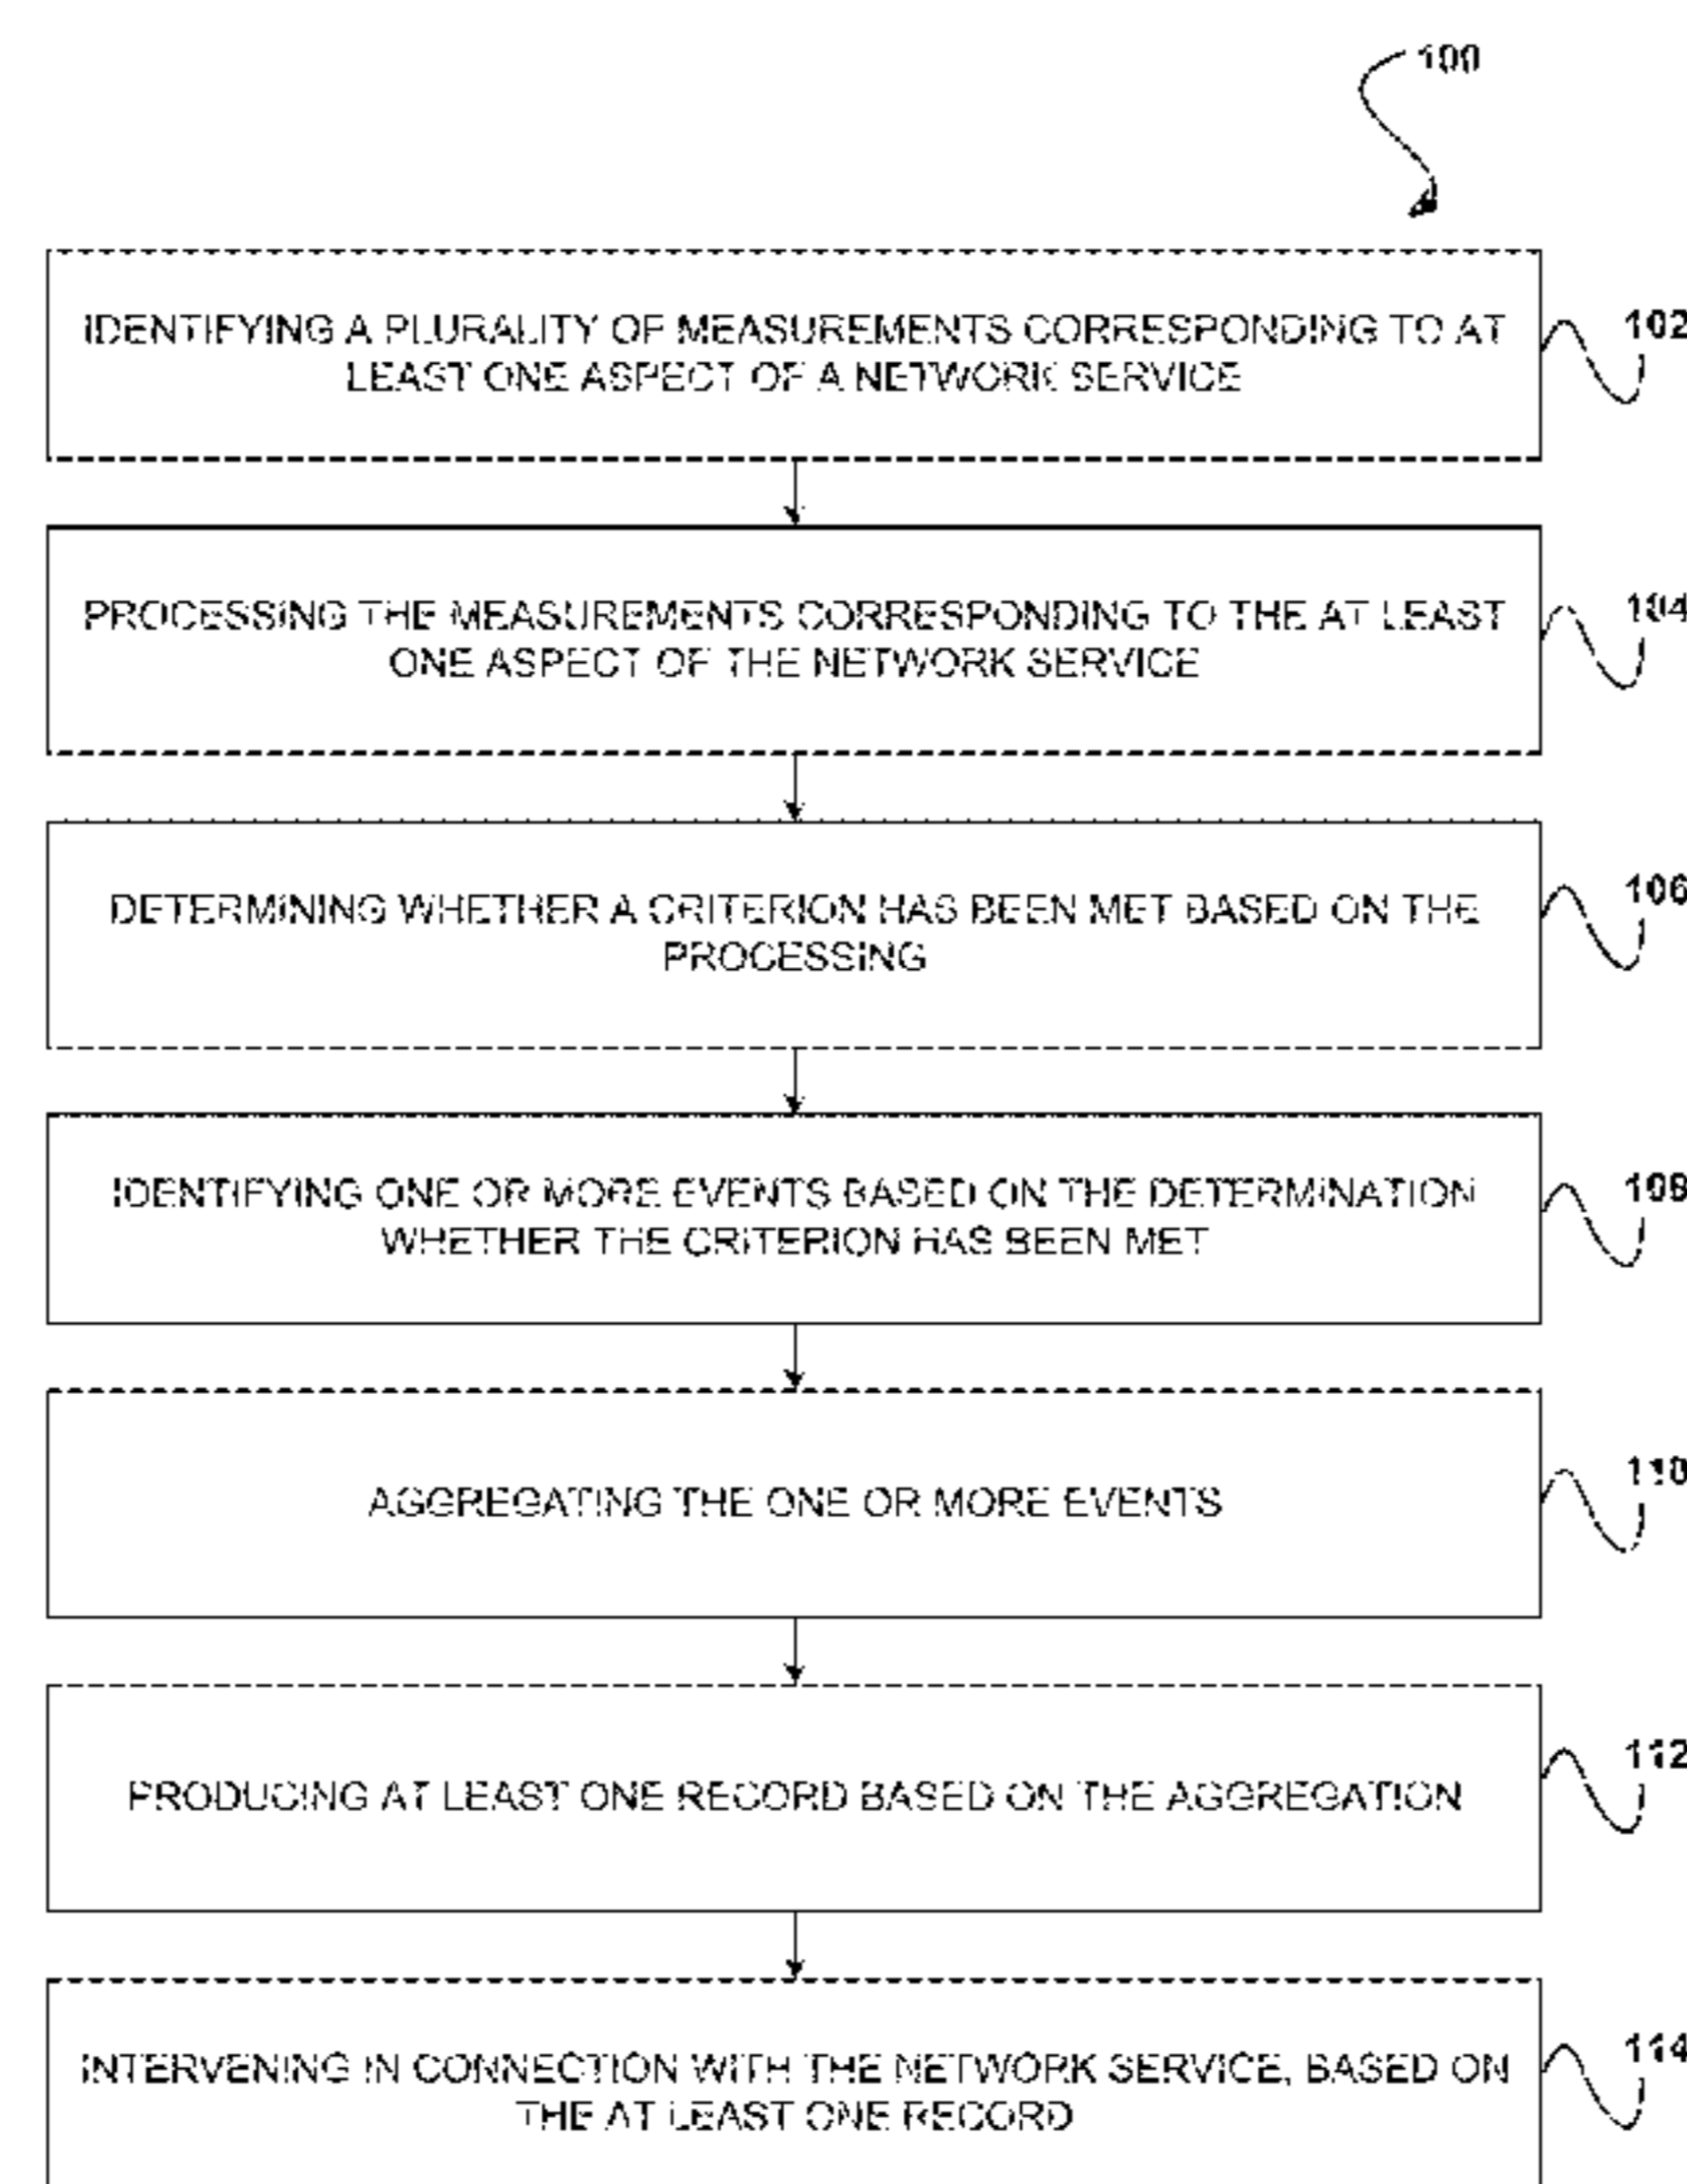 100
IDENTIFYING A PLURALITY OF MEASUREMENTS CORRESPONDING TO AT
LEAST ONE ASPECT OF A NETWORK SERVICE
102
PROCESSING THE MEASUREMENTS CORRESPONDING TO THE AT LEAST
ONE ASPECT OF THE NETWORK SERVICE
104
DETERMINING WHETHER A CRITERION HAS BEEN MET BASED ON THE
PROCESSING
106
IDENTIFYING ONE OR MORE EVENTS BASED ON THE DETERMINATION
WHETHER THE CRITERION HAS BEEN MET
108
AGGREGATING THE ONE OR MORE EVENTS
110
PRODUCING AT LEAST ONE RECORD BASED ON THE AGGREGATION
112
INTERVENING IN CONNECTION WITH THE NETWORK SERVICE, BASED ON
THE AT LEAST ONE RECORD
114